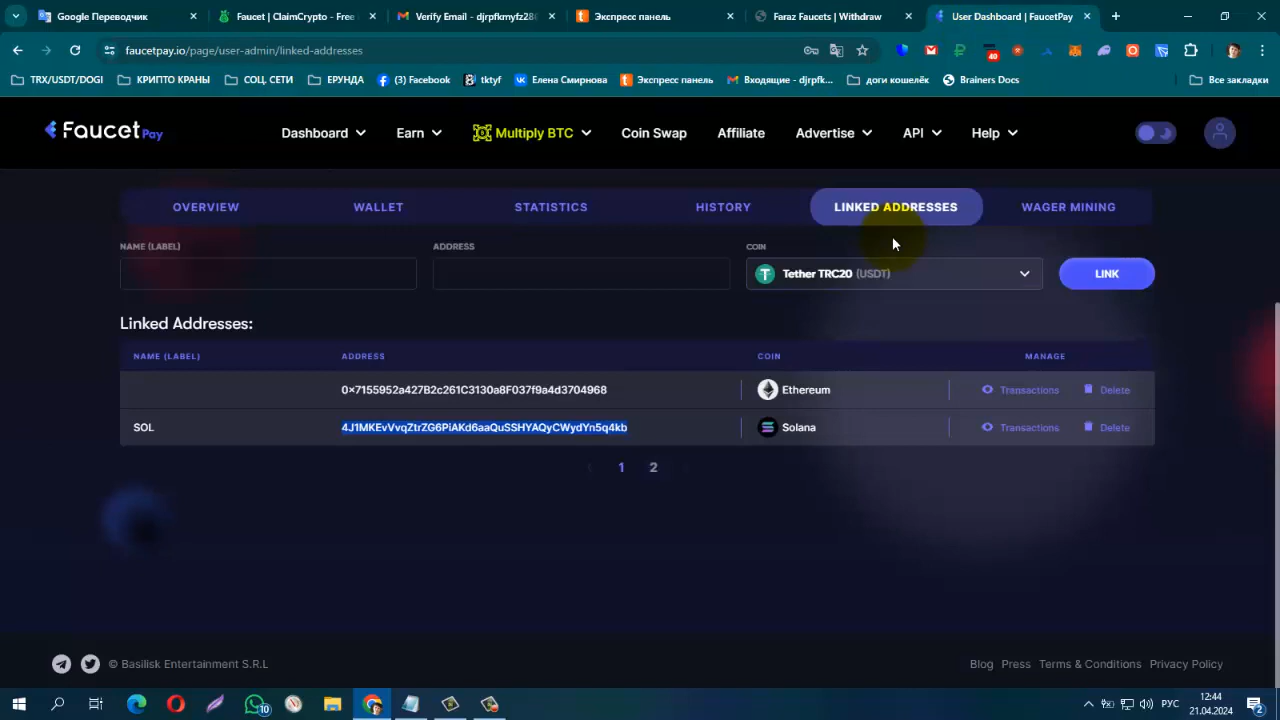 Google Переводчик
Faucet | ClaimCrypto - Free
Verify Email - djrpfkmyfz28
Экспресс панель
Faraz Faucets | Withdraw
User Dashboard | FaucetPay
faucetpay.io/page/user-admin/linked-addresses
40
TRX/USDT/DOGI
КРИПТО КРАНЫ
СОЦ. СЕТИ
ЕРУНДА
(3) Facebook
tktyf
Елена Смирнова
Экспресс панель
Входящие - djrpfk...
доги кошелёк
Brainers Docs
Все закладки
FaucetPay
Dashboard
Earn
Multiply BTC
Coin Swap
Affiliate
Advertise
API
Help
OVERVIEW
WALLET
STATISTICS
HISTORY
LINKED ADDRESSES
WAGER MINING
NAME (LABEL)
ADDRESS
COIN
Tether TRC20 (USDT)
LINK
Linked Addresses:
NAME (LABEL)
ADDRESS
COIN
MANAGE
0x7155952a427B2c261C3130a8F037f9a4d3704968
Ethereum
Transactions
Delete
SOL
4J1MKEvVvqZtrZG6PiAKd6aaQuSSHYAQyCWydYn5q4kb
Solana
Transactions
Delete
1
2
© Basilisk Entertainment S.R.L
Blog
Press
Terms & Conditions
Privacy Policy
10
РУС
12:44
21.04.2024
2